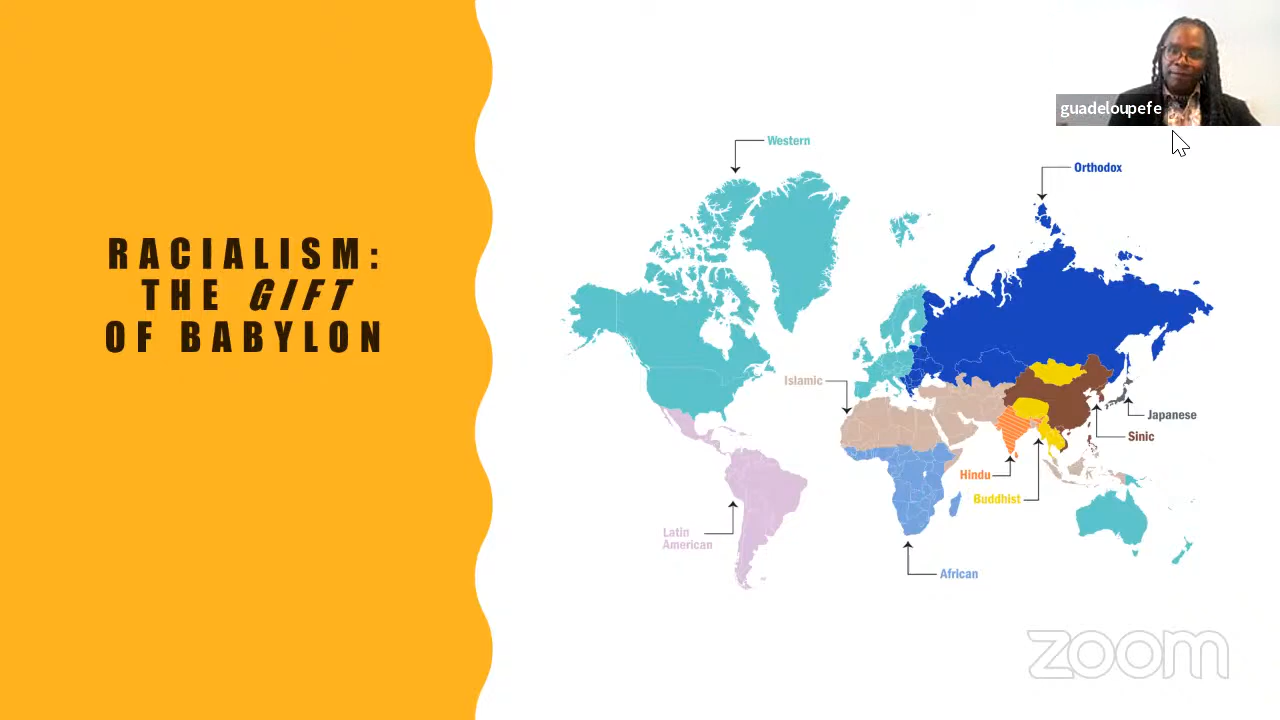 RACIALISM:
THE GIFT
OF BABYLON
guadeloupefe
Western
Orthodox
Islamic
Japanese
Sinic
Hindu
Buddhist
Latin
American
African
zoom